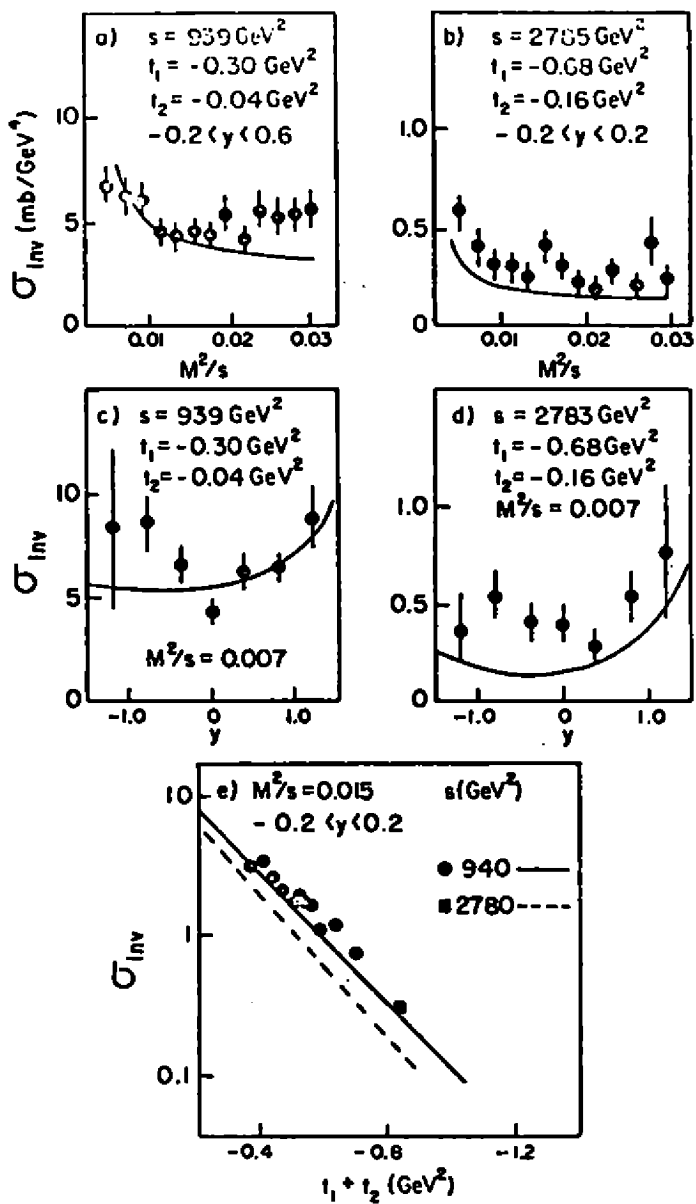 a) s = 939 GeV²
t₁ = -0.30 GeV²
t₂ = -0.04 GeV²
-0.2 < y < 0.6
σ_Inv (mb/GeV⁴)
10
5
0
0.01 0.02 0.03
M²/s
b) s = 2785 GeV²
t₁ = -0.68 GeV²
t₂ = -0.16 GeV²
-0.2 < y < 0.2
1.0
0.5
0
0.01 0.02 0.03
M²/s
c) s = 939 GeV²
t₁ = -0.30 GeV²
t₂ = -0.04 GeV²
M²/s = 0.007
σ_Inv
10
5
0
-1.0 0 1.0
y
d) s = 2783 GeV²
t₁ = -0.68 GeV²
t₂ = -0.16 GeV²
M²/s = 0.007
1.0
0.5
0
-1.0 0 1.0
y
e) M²/s = 0.015
-0.2 < y < 0.2
s(GeV²)
940
2780
σ_Inv
10
1
0.1
-0.4 -0.8 -1.2
t₁ + t₂ (GeV²)